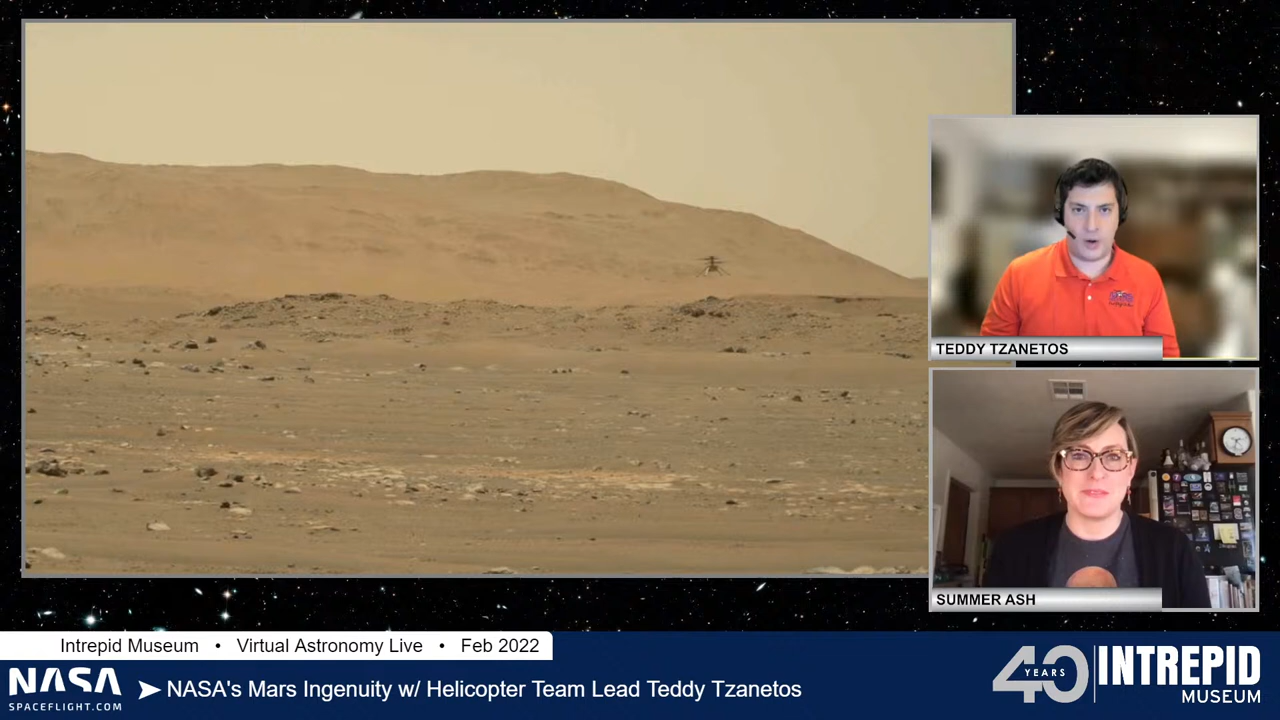 TEDDY TZANETOS
SUMMER ASH
Intrepid Museum • Virtual Astronomy Live • Feb 2022
NASA
SPACEFLIGHT.COM
NASA's Mars Ingenuity w/ Helicopter Team Lead Teddy Tzanetos
40
YEARS
INTREPID
MUSEUM